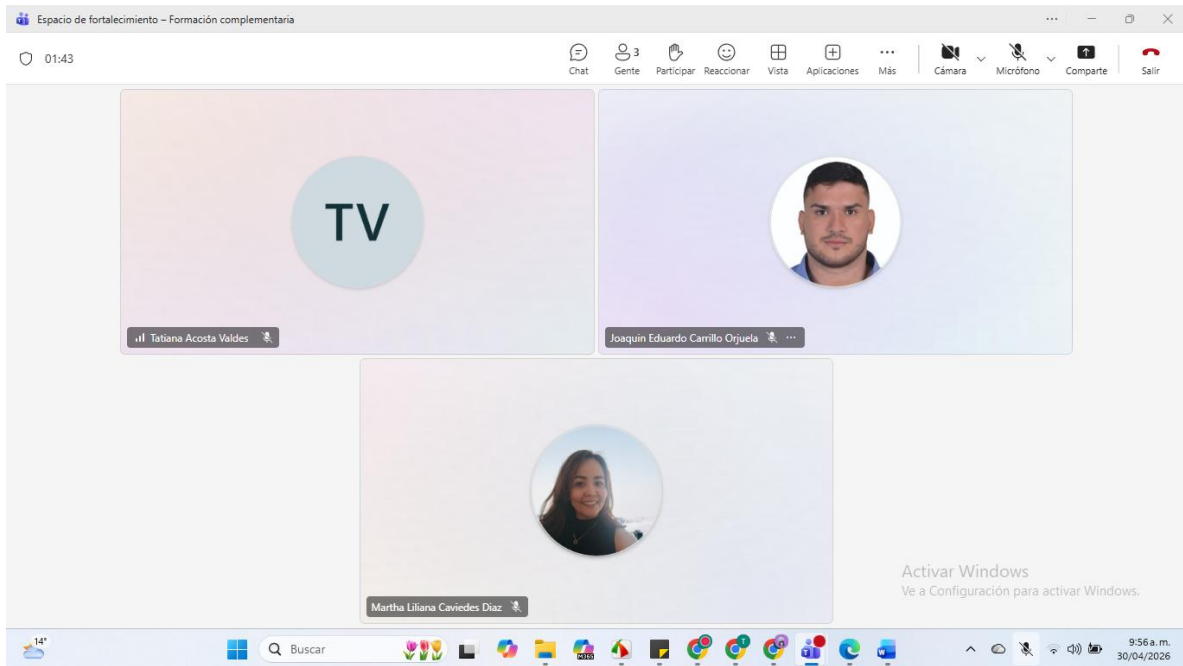 Espacio de fortalecimiento – Formación complementaria
01:43
3
Chat Gente Participar Reaccionar Vista Aplicaciones Más Cámara Micrófono Comparte Salir
TV
Tatiana Acosta Valdes
Joaquin Eduardo Carrillo Orjuela
Martha Liliana Caviedes Diaz
Activar Windows
Ve a Configuración para activar Windows.
14°
Buscar
M365
9:56 a. m.
30/04/2026